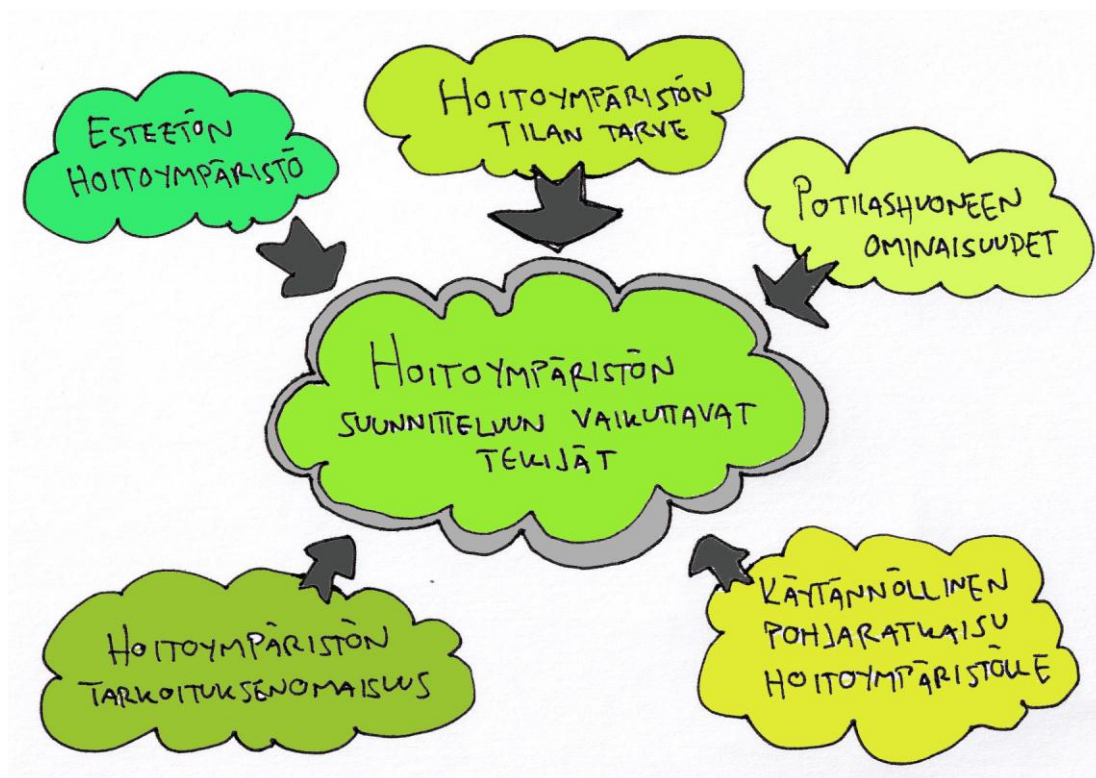 ESTEETÖN
HOITOYMPÄRISTÖ
HOITOYMPÄRISTÖN
TILAN TARVE
POTILASHUONEEN
OMINAISUUDET
HOITOYMPÄRISTÖN
SUUNNITTELUUN VAIKUTTAVAT
TEKIJÄT
HOITOYMPÄRISTÖN
TARKOITUKSENOMAISUUS
KÄYTÄNNÖLLINEN
POHJARATKAISU
HOITOYMPÄRISTÖLLE